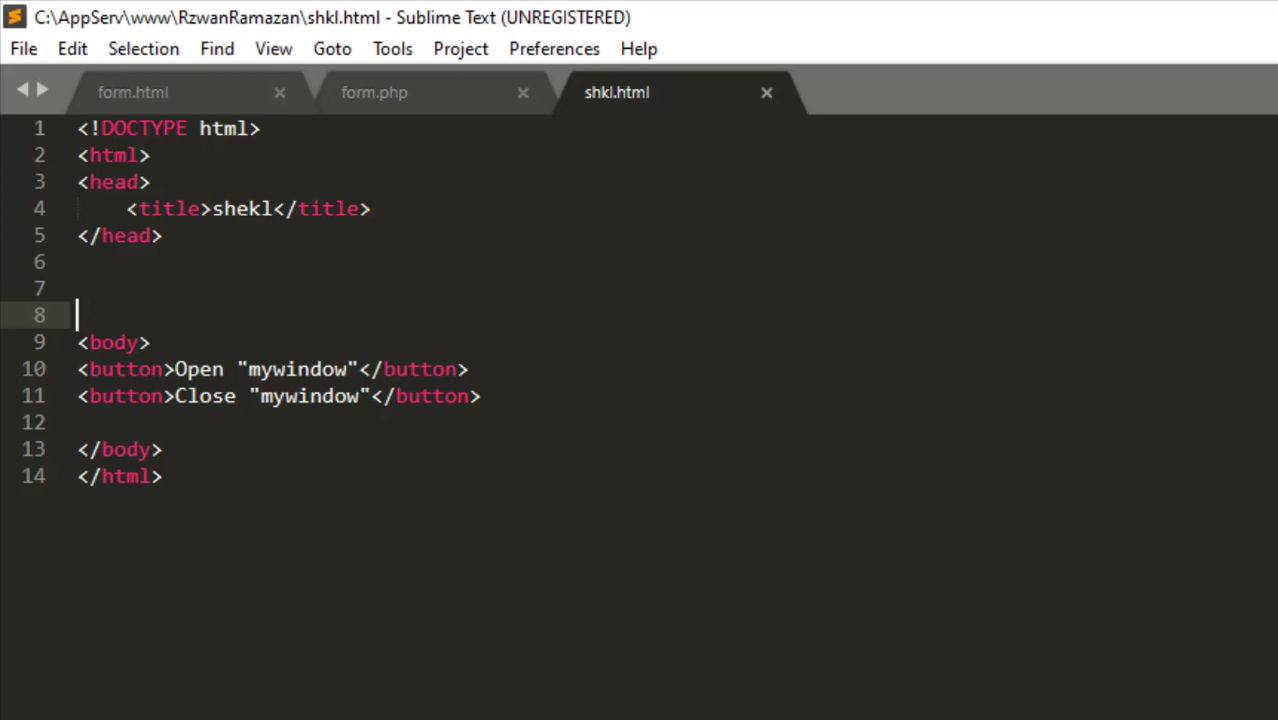 C:\AppServ\www\RzwanRamazan\shkl.html - Sublime Text (UNREGISTERED)
File Edit Selection Find View Goto Tools Project Preferences Help
form.html × form.php × shkl.html ×
1 <!DOCTYPE html>
2 <html>
3 <head>
4 <title>shekl</title>
5 </head>
6
7
8
9 <body>
10 <button>Open "mywindow"</button>
11 <button>Close "mywindow"</button>
12
13 </body>
14 </html>